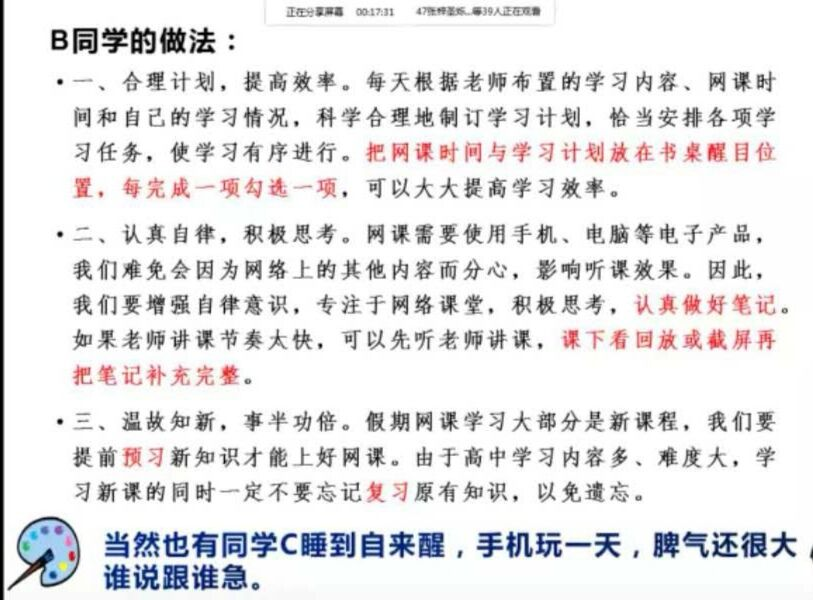 正在分享屏幕 00:17:31 47张梓圣烁...等39人正在观看
B同学的做法：
•一、合理计划，提高效率。每天根据老师布置的学习内容、网课时
间和自己的学习情况，科学合理地制订学习计划，恰当安排各项学
习任务，使学习有序进行。把网课时间与学习计划放在书桌醒目位
置，每完成一项勾选一项，可以大大提高学习效率。
•二、认真自律，积极思考。网课需要使用手机、电脑等电子产品，
我们难免会因为网络上的其他内容而分心，影响听课效果。因此，
我们要增强自律意识，专注于网络课堂，积极思考，认真做好笔记。
如果老师讲课节奏太快，可以先听老师讲课，课下看回放或截屏再
把笔记补充完整。
•三、温故知新，事半功倍。假期网课学习大部分是新课程，我们要
提前预习新知识才能上好网课。由于高中学习内容多、难度大，学
习新课的同时一定不要忘记复习原有知识，以免遗忘。
当然也有同学C睡到自来醒，手机玩一天，脾气还很大，
谁说跟谁急。